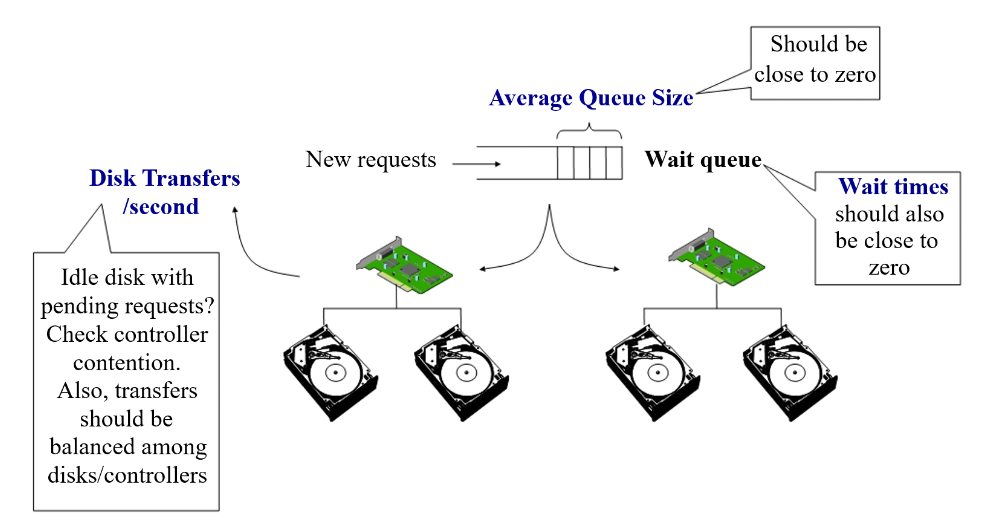 Should be
close to zero
Average Queue Size
New requests
Wait queue
Disk Transfers
/second
Wait times
should also
be close to
zero
Idle disk with
pending requests?
Check controller
contention.
Also, transfers
should be
balanced among
disks/controllers